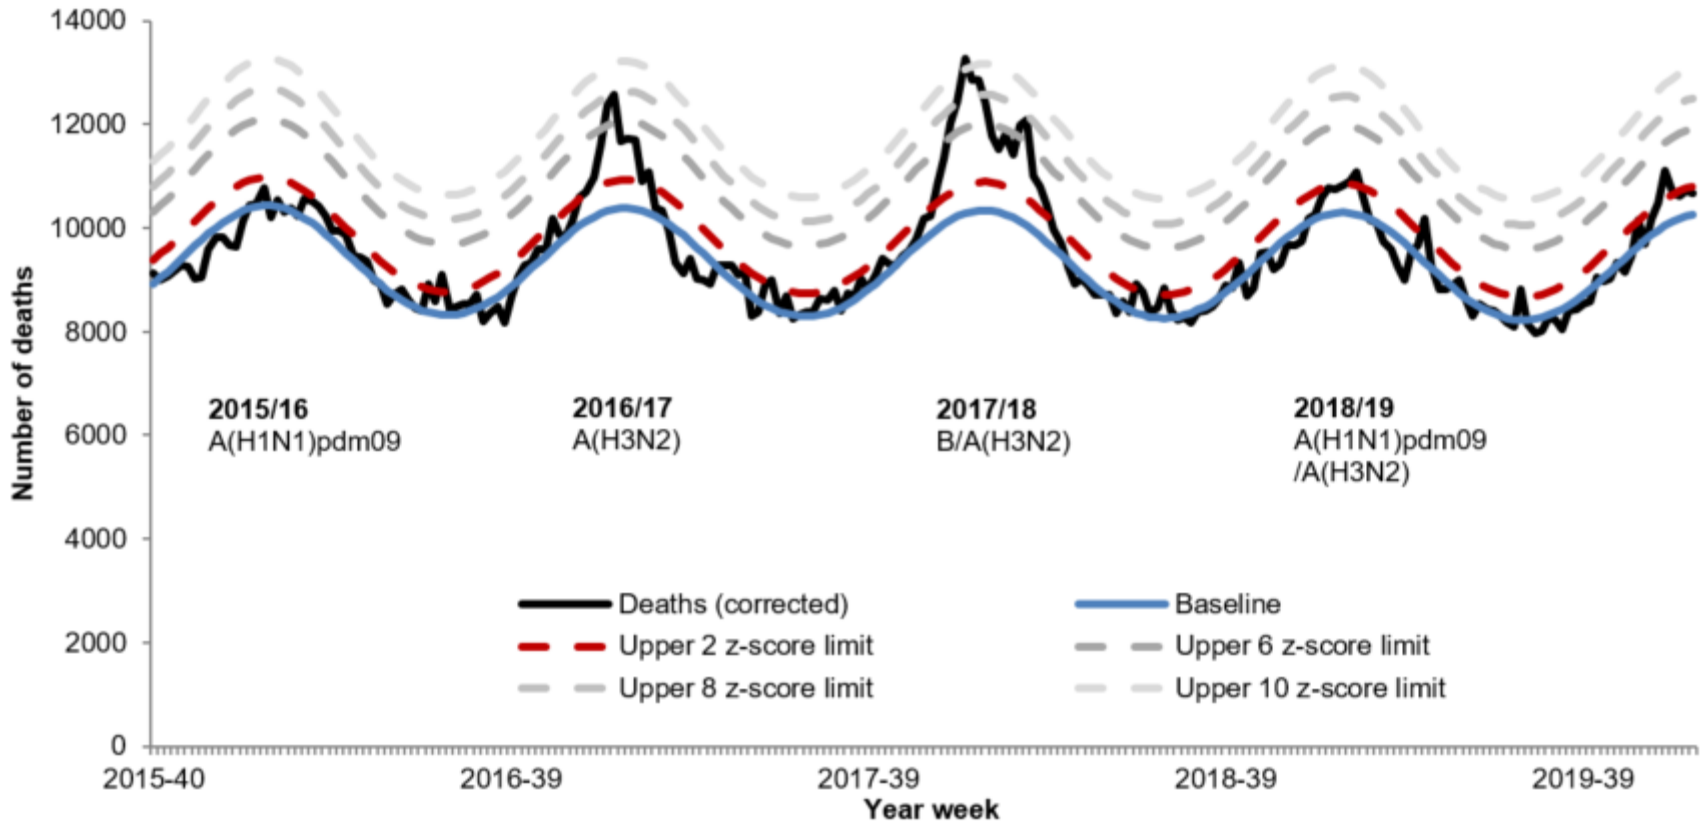 14000
12000
10000
8000
6000
4000
2000
0
Number of deaths
2015/16
A(H1N1)pdm09
2016/17
A(H3N2)
2017/18
B/A(H3N2)
2018/19
A(H1N1)pdm09
/A(H3N2)
Deaths (corrected)
Baseline
Upper 2 z-score limit
Upper 6 z-score limit
Upper 8 z-score limit
Upper 10 z-score limit
2015-40
2016-39
2017-39
2018-39
2019-39
Year week